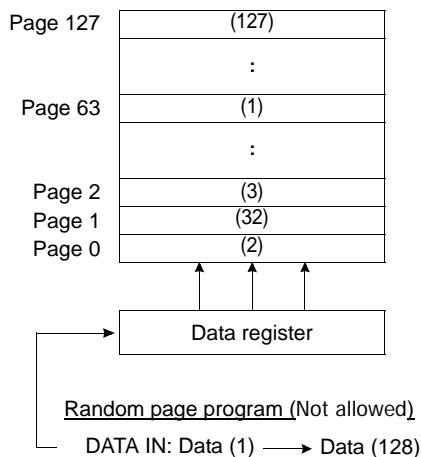 Page 127 (127)
:
Page 63 (1)
:
Page 2 (3)
Page 1 (32)
Page 0 (2)
Data register
Random page program (Not allowed)
DATA IN: Data (1) Data (128)